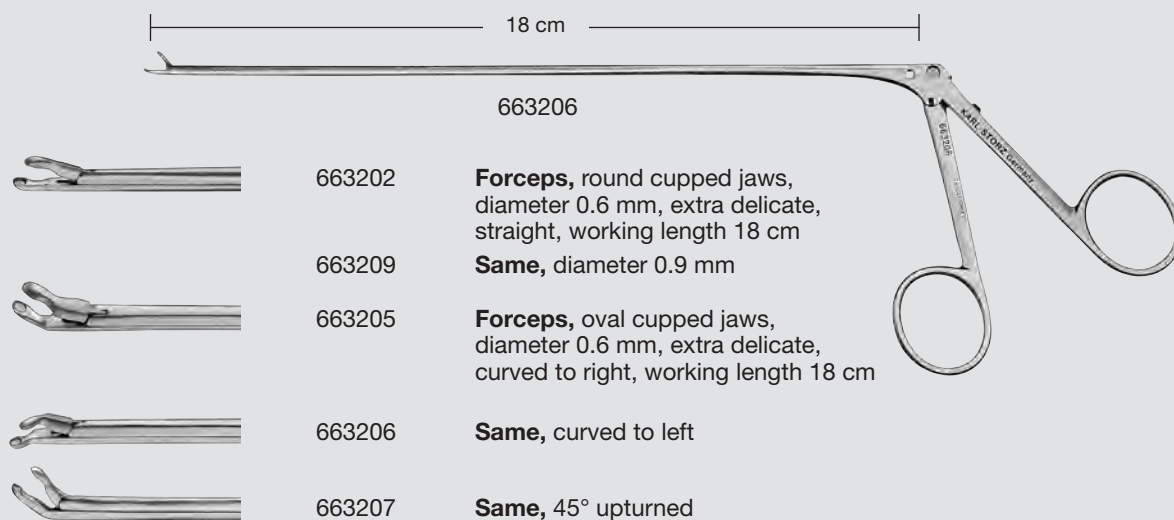 18 cm
663206
KARL STORZ Germany
663206
663202
Forceps, round cupped jaws,
diameter 0.6 mm, extra delicate,
straight, working length 18 cm
663209
Same, diameter 0.9 mm
663205
Forceps, oval cupped jaws,
diameter 0.6 mm, extra delicate,
curved to right, working length 18 cm
663206
Same, curved to left
663207
Same, 45° upturned